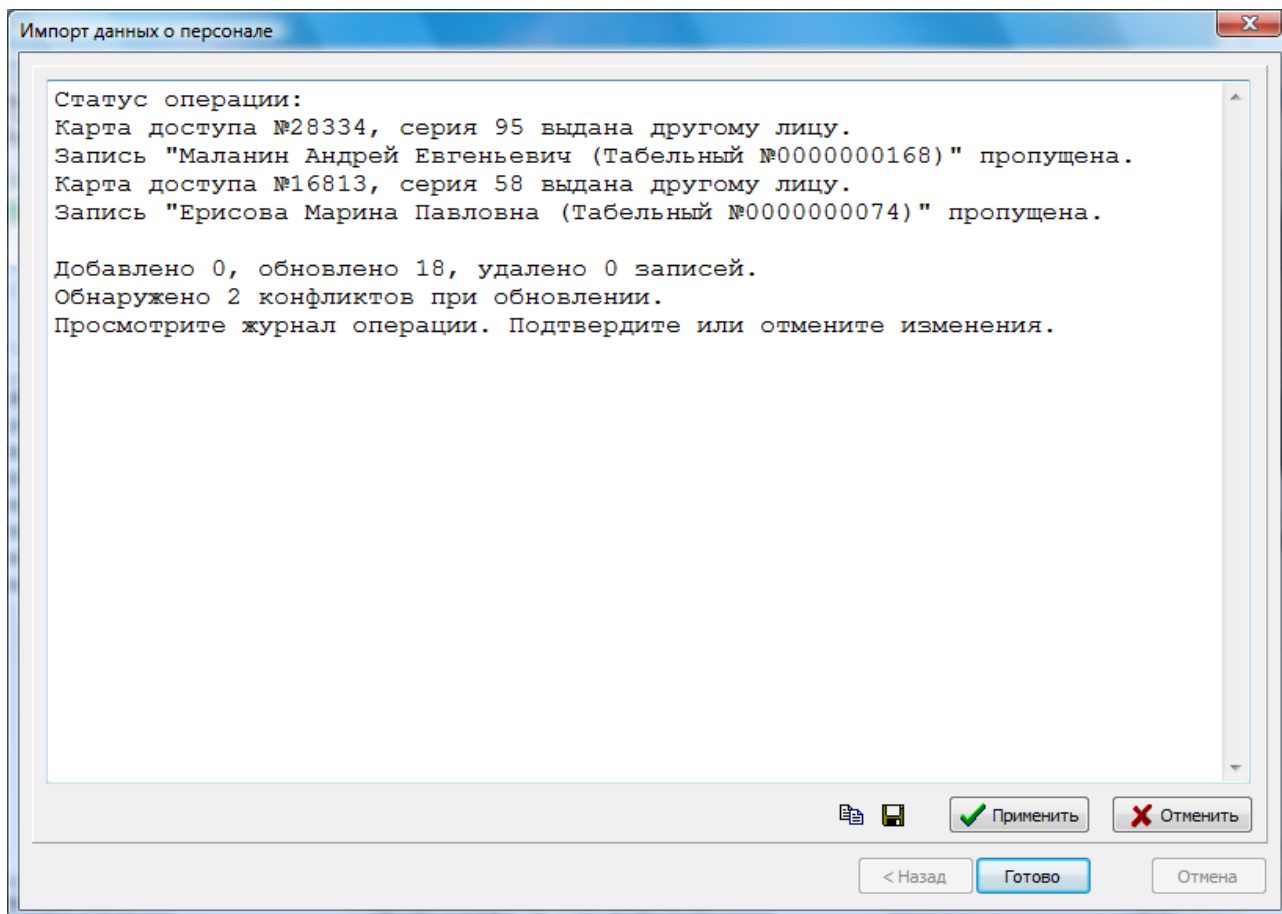 Импорт данных о персонале
Статус операции:
Карта доступа №28334, серия 95 выдана другому лицу.
Запись "Маланин Андрей Евгеньевич (Табельный №0000000168)" пропущена.
Карта доступа №16813, серия 58 выдана другому лицу.
Запись "Ерисова Марина Павловна (Табельный №0000000074)" пропущена.
Добавлено 0, обновлено 18, удалено 0 записей.
Обнаружено 2 конфликтов при обновлении.
Просмотрите журнал операции. Подтвердите или отмените изменения.
Применить Отменить
< Назад Готово Отмена